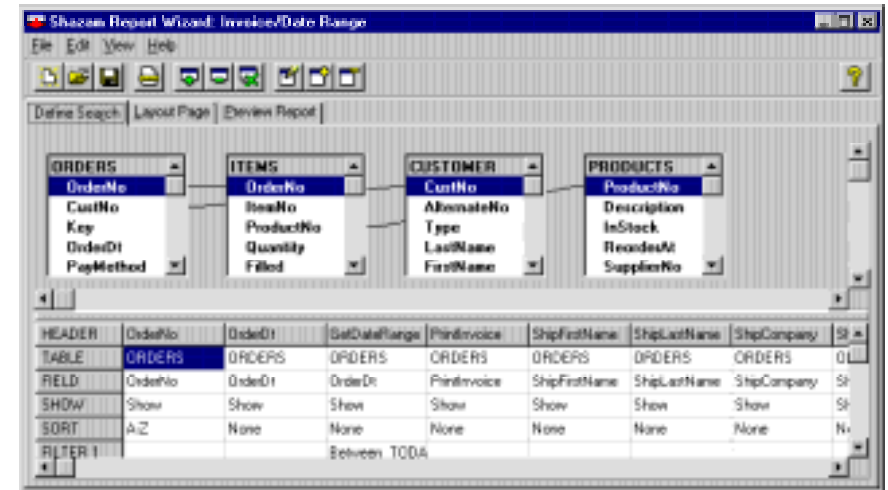 Shazam Report Wizard: Invoice/Date Range
File Edit View Help
?
Define Search Layout Page Preview Report
ORDERS ITEMS CUSTOMER PRODUCTS
OrderNo OrderNo CustNo ProductNo
CustNo ItemNo AlternateNo Description
Key ProductNo Type InStock
OrderDt Quantity LastName ReorderAt
PayMethod Filled FirstName SupplierNo
HEADER OrderNo OrderDt GetDateRange PrintInvoice ShipFirstName ShipLastName ShipCompany
TABLE ORDERS ORDERS ORDERS ORDERS ORDERS ORDERS ORDERS
FIELD OrderNo OrderDt OrderDt PrintInvoice ShipFirstName ShipLastName ShipCompany Sh
SHOW Show Show Show Show Show Show Show
SORT A-Z None None None None None None
FILTER 1 Between TODA